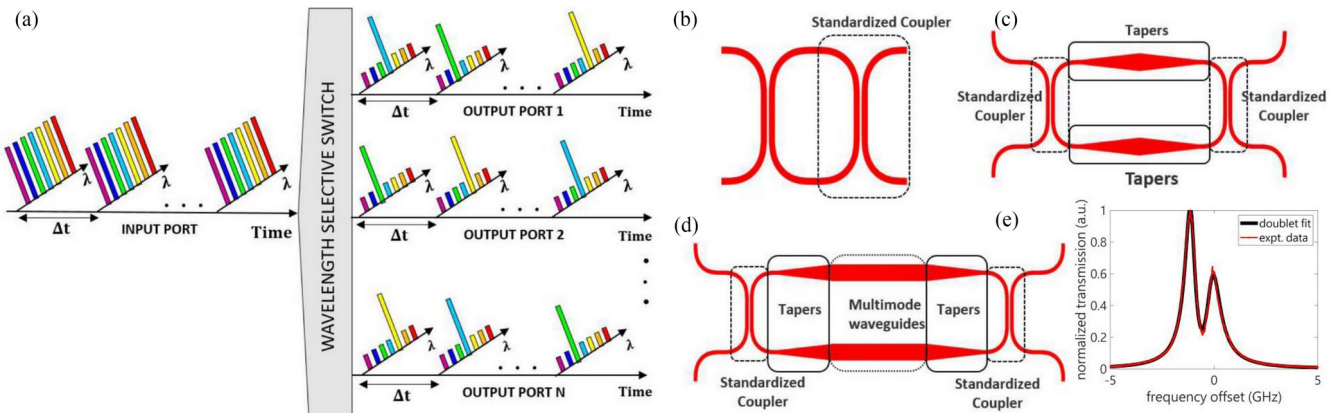 (a)
INPUT PORT
Time
Δt
λ
λ
λ
WAVELENGTH SELECTIVE SWITCH
λ
λ
λ
Δt
OUTPUT PORT 1
Time
λ
λ
λ
Δt
OUTPUT PORT 2
Time
λ
λ
λ
Δt
OUTPUT PORT N
Time
(b)
Standardized Coupler
(c)
Tapers
Standardized
Coupler
Standardized
Coupler
Tapers
(d)
Tapers
Multimode
waveguides
Tapers
Standardized
Coupler
Standardized
Coupler
(e)
normalized transmission (a.u.)
1
0.8
0.6
0.4
0.2
0
-5
0
5
frequency offset (GHz)
doublet fit
expt. data